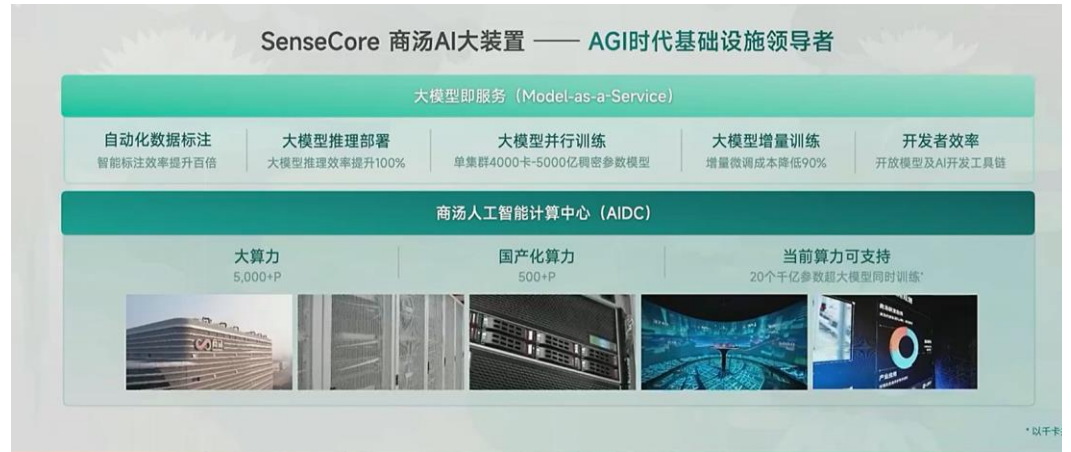 SenseCore 商汤AI大装置 —— AGI时代基础设施领导者
大模型即服务（Model-as-a-Service）
自动化数据标注
智能标注效率提升百倍
大模型推理部署
大模型推理效率提升100%
大模型并行训练
单集群4000卡-5000亿稠密参数模型
大模型增量训练
增量微调成本降低90%
开发者效率
开放模型及AI开发工具链
商汤人工智能计算中心（AIDC）
大算力
5,000+P
国产化算力
500+P
当前算力可支持
20个千亿参数超大模型同时训练*
商汤
* 以千卡